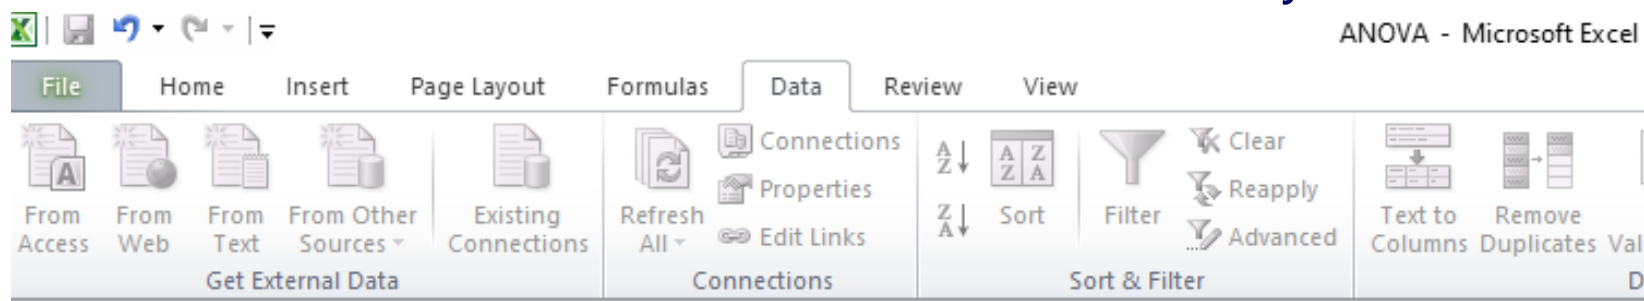 ANOVA - Microsoft Excel
File Home Insert Page Layout Formulas Data Review View
From Access
From Web
From Text
From Other Sources
Existing Connections
Get External Data
Refresh All
Connections
Properties
Edit Links
Connections
Sort
Filter
Clear
Reapply
Advanced
Sort & Filter
Text to Columns
Remove Duplicates
Val
D